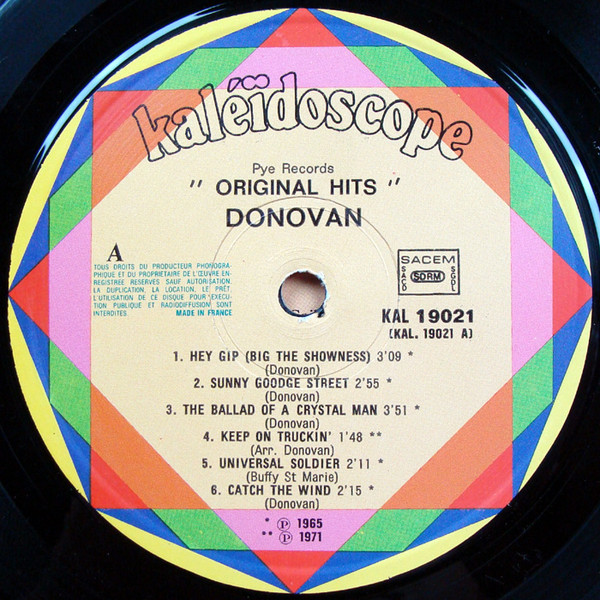 kaléidoscope
Pye Records
" ORIGINAL HITS "
DONOVAN
A
TOUS DROITS DU PRODUCTEUR PHONOGRA-
PHIQUE ET DU PROPRIETAIRE DE L'ŒUVRE EN-
REGISTREE RESERVES SAUF AUTORISATION.
LA DUPLICATION, LA LOCATION, LE PRET,
L'UTILISATION DE CE DISQUE POUR EXECU-
TION PUBLIQUE ET RADIODIFFUSION SONT
INTERDITES. MADE IN FRANCE
SACEM
SACD SDRM SGDL
KAL 19021
(KAL. 19021 A)
1. HEY GIP (BIG THE SHOWNESS) 3'09 *
(Donovan)
2. SUNNY GOODGE STREET 2'55 *
(Donovan)
3. THE BALLAD OF A CRYSTAL MAN 3'51 *
(Donovan)
4. KEEP ON TRUCKIN' 1'48 **
(Arr. Donovan)
5. UNIVERSAL SOLDIER 2'11 *
(Buffy St Marie)
6. CATCH THE WIND 2'15 *
(Donovan)
* Ⓟ 1965
** Ⓟ 1971